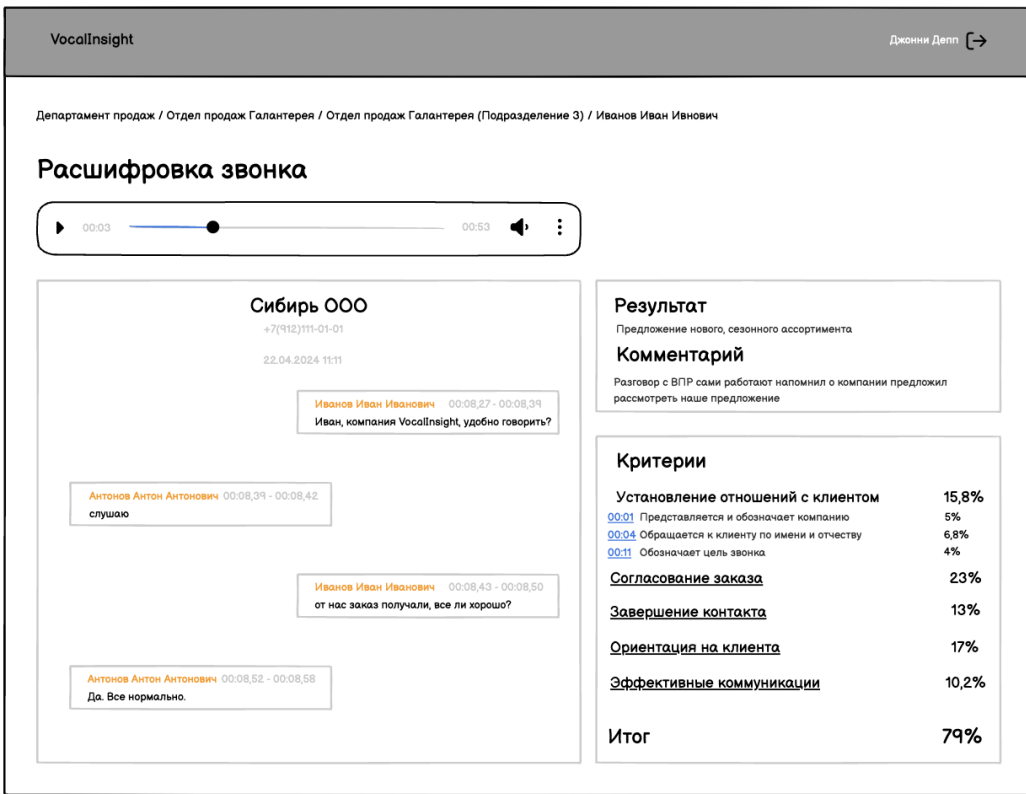 VocalInsight
Джонни Депп
Департамент продаж / Отдел продаж Галантерея / Отдел продаж Галантерея (Подразделение 3) / Иванов Иван Ивнович
Расшифровка звонка
00:03
00:53
Сибирь ООО
+7(912)111-01-01
22.04.2024 11:11
Иванов Иван Иванович 00:08,27 - 00:08,39
Иван, компания VocalInsight, удобно говорить?
Антонов Антон Антонович 00:08,39 - 00:08,42
слушаю
Иванов Иван Иванович 00:08,43 - 00:08,50
от нас заказ получали, все ли хорошо?
Антонов Антон Антонович 00:08,52 - 00:08,58
Да. Все нормально.
Результат
Предложение нового, сезонного ассортимента
Комментарий
Разговор с ВПР сами работают напомнил о компании предложил
рассмотреть наше предложение
Критерии
Установление отношений с клиентом 15,8%
00:01 Представляется и обозначает компанию 5%
00:04 Обращается к клиенту по имени и отчеству 6,8%
00:11 Обозначает цель звонка 4%
Согласование заказа 23%
Завершение контакта 13%
Ориентация на клиента 17%
Эффективные коммуникации 10,2%
Итог 79%